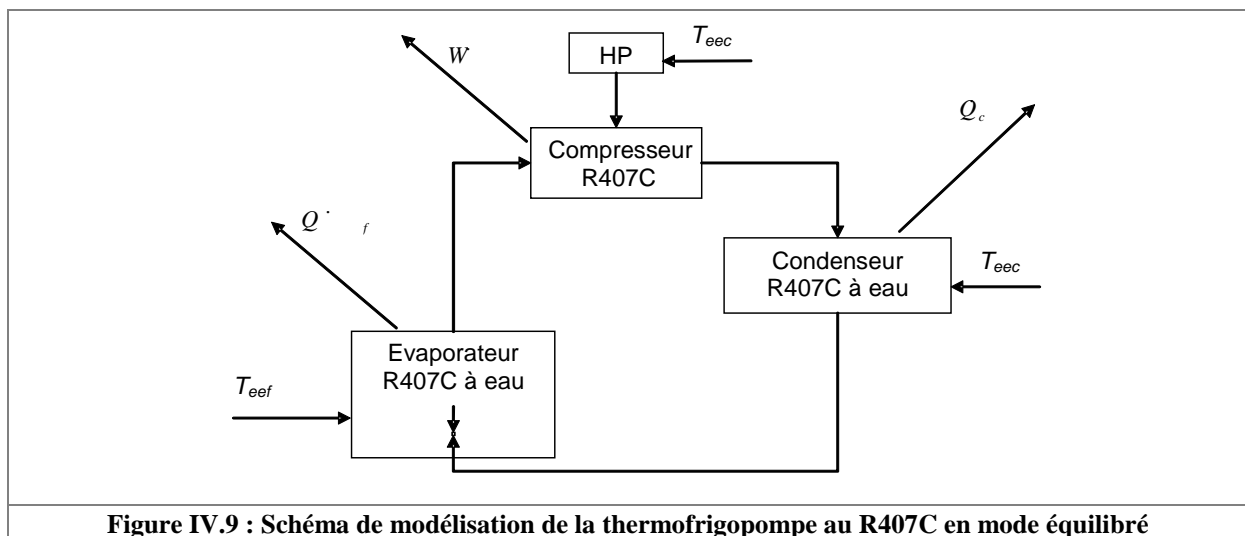 W˙
HP
T_eec
Q_c
Compresseur
R407C
Q˙ _f
Condenseur
R407C à eau
T_eec
Evaporateur
R407C à eau
T_eef
Figure IV.9 : Schéma de modélisation de la thermofrigopompe au R407C en mode équilibré